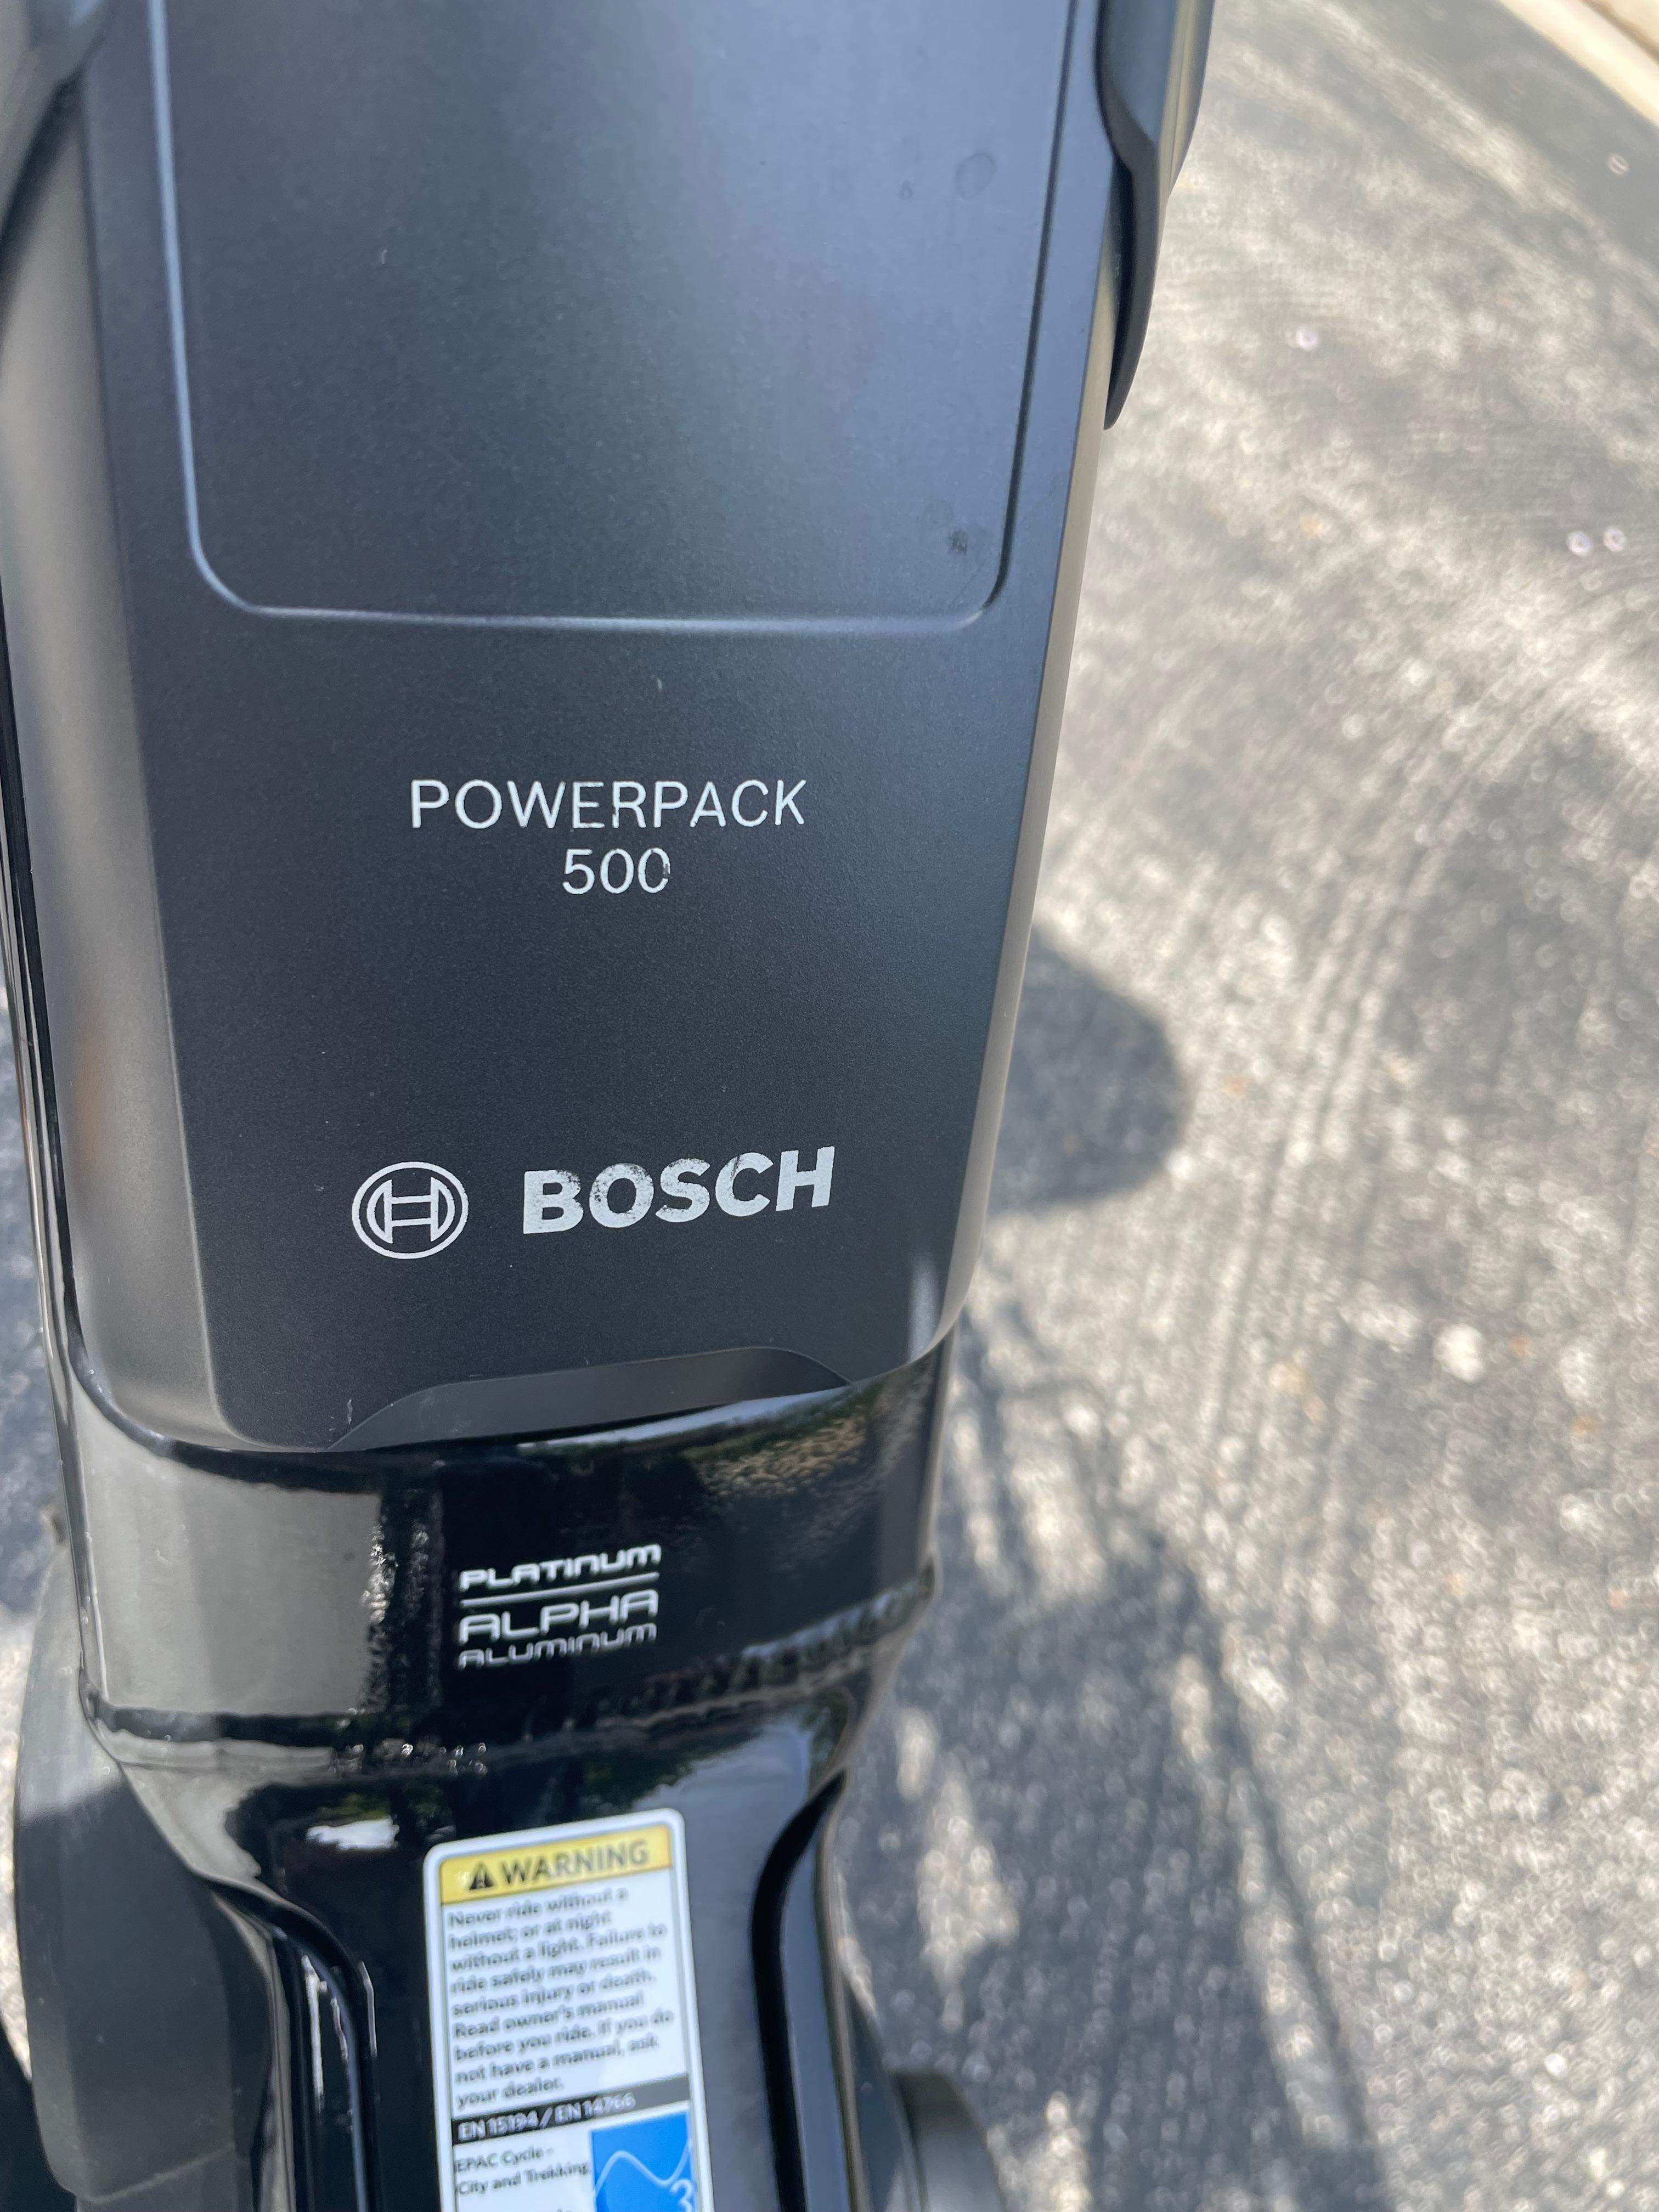 POWERPACK
500
BOSCH
PLATINUM
ALPHA
ALUMINUM
WARNING
Never ride without a
helmet; or at night
without a light. Failure to
ride safely may result in
serious injury or death.
Read owner's manual
before you ride. If you do
not have a manual, ask
your dealer.
EN 15194 / EN 14766
EPAC Cycle -
City and Trekking
3